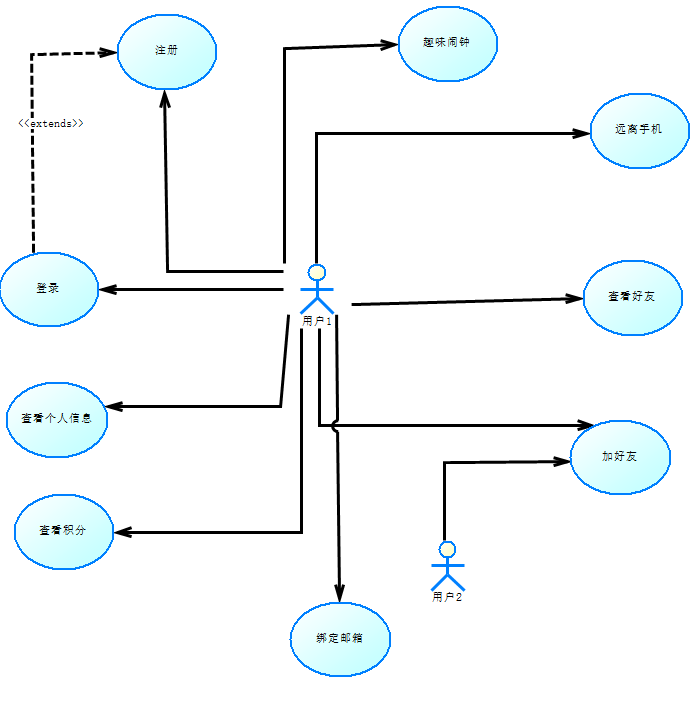 趣味闹钟
注册
远离手机
<<extends>>
登录
查看好友
用户1
查看个人信息
加好友
查看积分
用户2
绑定邮箱